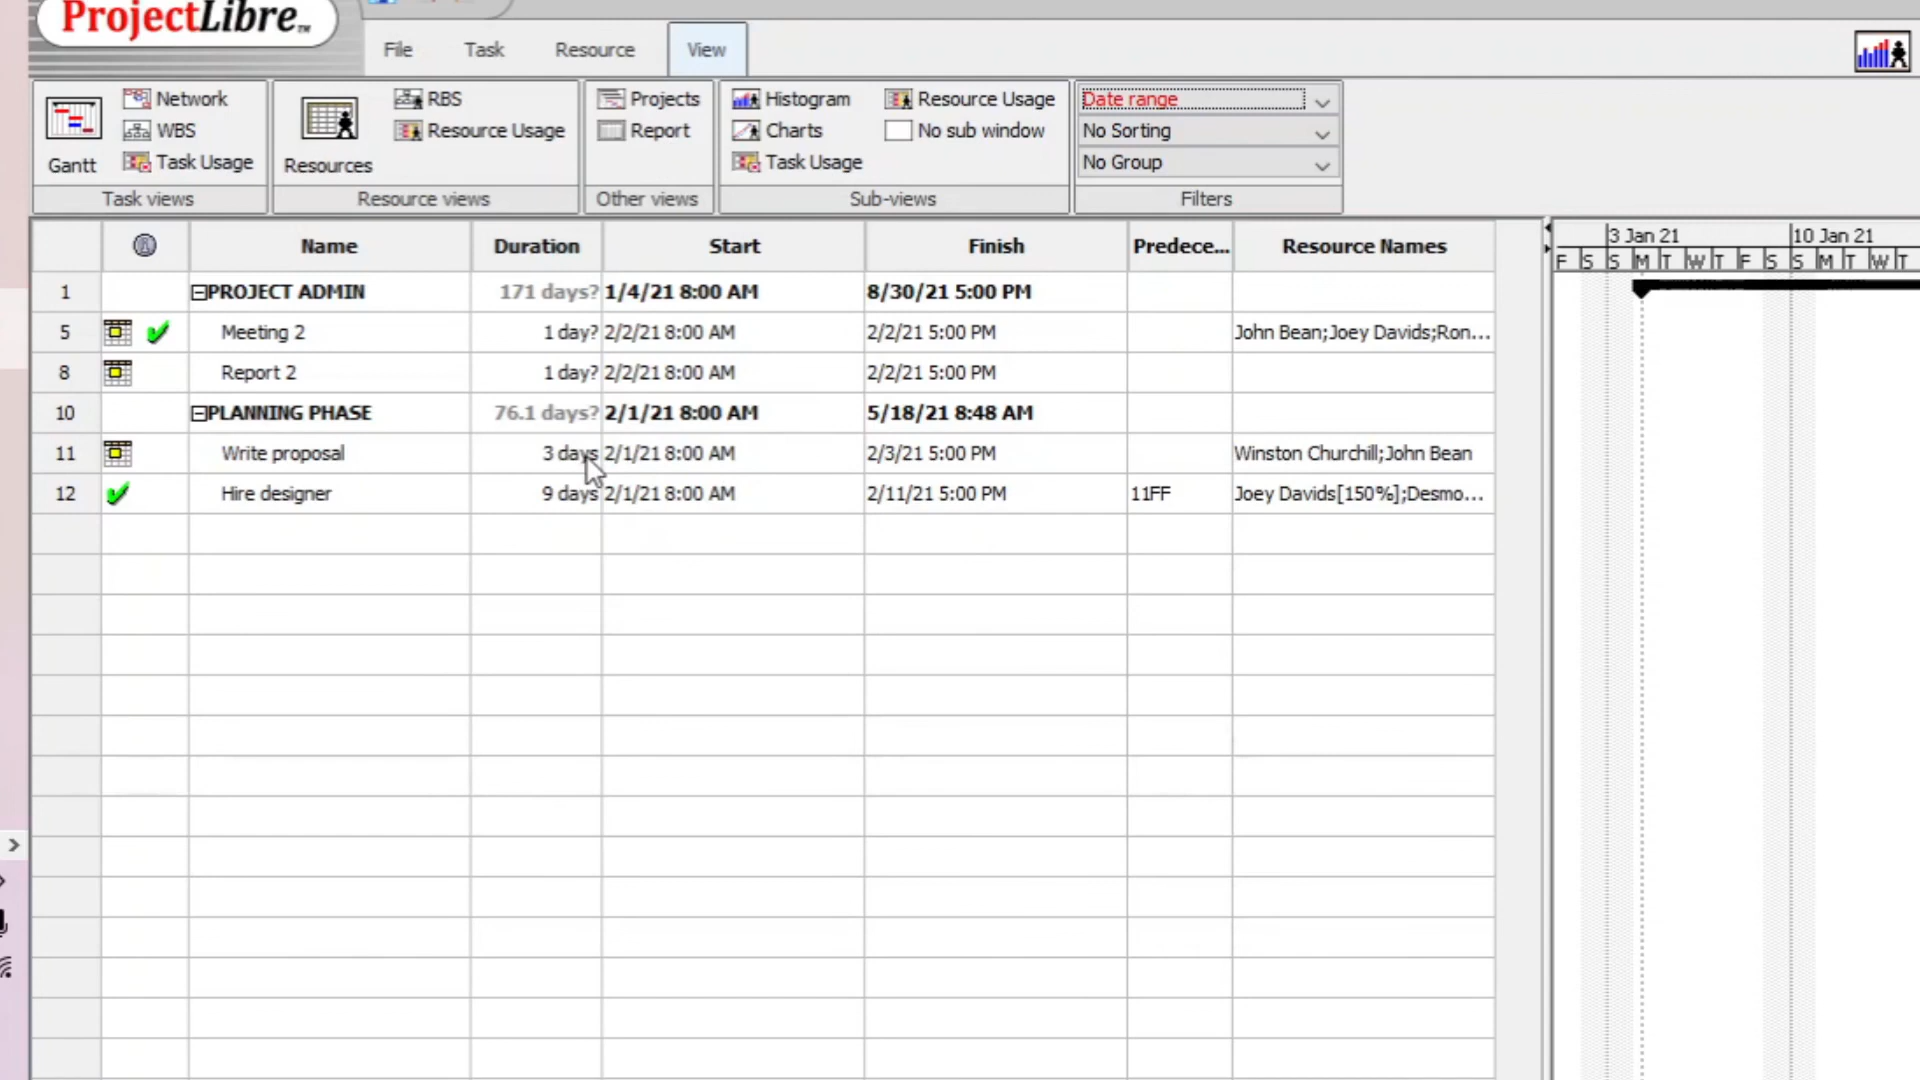 ProjectLibre™
File Task Resource View
Gantt Network WBS Task Usage
Task views
Resources RBS Resource Usage
Resource views
Projects Report
Other views
Histogram Charts Task Usage Resource Usage No sub window
Sub-views
Date range
No Sorting
No Group
Filters
Name Duration Start Finish Predece... Resource Names
3 Jan 21 10 Jan 21
F S S M T W T F S S M T W T
1 PROJECT ADMIN 171 days? 1/4/21 8:00 AM 8/30/21 5:00 PM
5 Meeting 2 1 day? 2/2/21 8:00 AM 2/2/21 5:00 PM John Bean;Joey Davids;Ron...
8 Report 2 1 day? 2/2/21 8:00 AM 2/2/21 5:00 PM
10 PLANNING PHASE 76.1 days? 2/1/21 8:00 AM 5/18/21 8:48 AM
11 Write proposal 3 days 2/1/21 8:00 AM 2/3/21 5:00 PM Winston Churchill;John Bean
12 Hire designer 9 days 2/1/21 8:00 AM 2/11/21 5:00 PM 11FF Joey Davids[150%];Desmo...